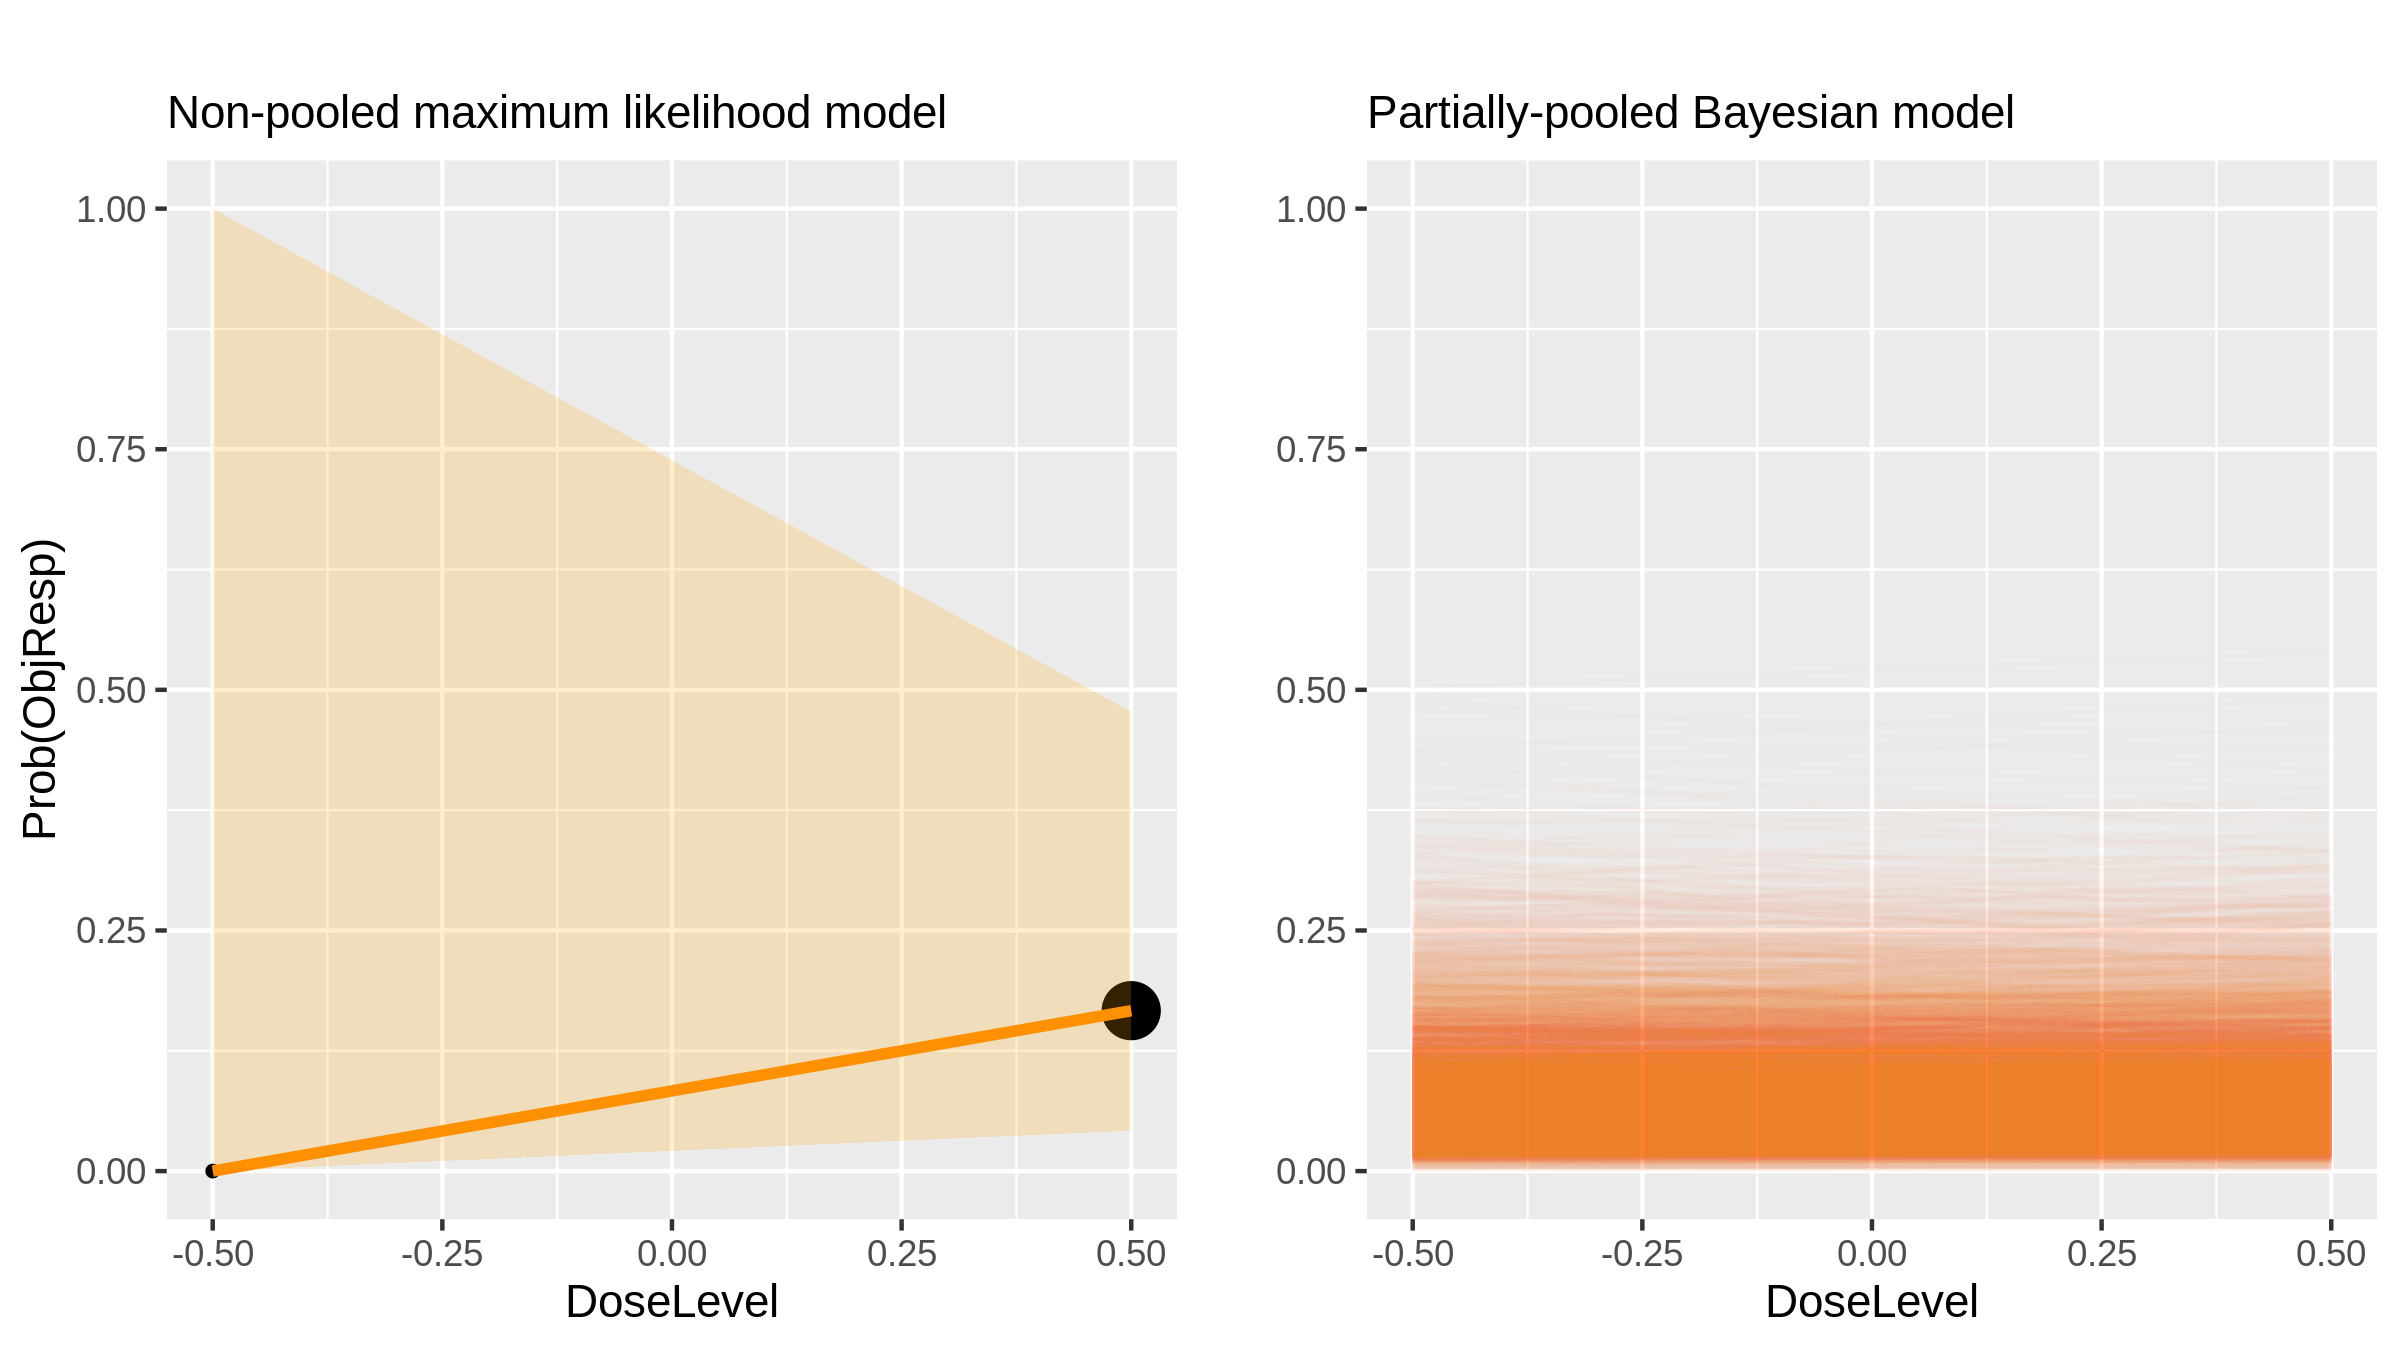 Non-pooled maximum likelihood model
Prob(ObjResp)
1.00
0.75
0.50
0.25
0.00
-0.50 -0.25 0.00 0.25 0.50
DoseLevel
Partially-pooled Bayesian model
1.00
0.75
0.50
0.25
0.00
-0.50 -0.25 0.00 0.25 0.50
DoseLevel